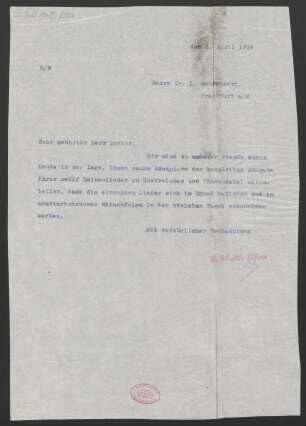 den 8. April 1914
D/K
Herrn Dr. L.
Frankfurt a/M
Sehr geehrter Herr Doktor,
Wir sind zu unserer Freude schon
heute in der Lage, Ihnen sechs Exemplare der kompletten Ausgabe
Ihrer zwölf Heine-Lieder zu überreichen und Ihnen dabei mitzu-
teilen, dass die einzelnen Lieder sich im Druck befinden und in
ununterbrochener Reihenfolge in den nächsten Tagen erscheinen
werden.
Mit vorzüglicher Hochachtung